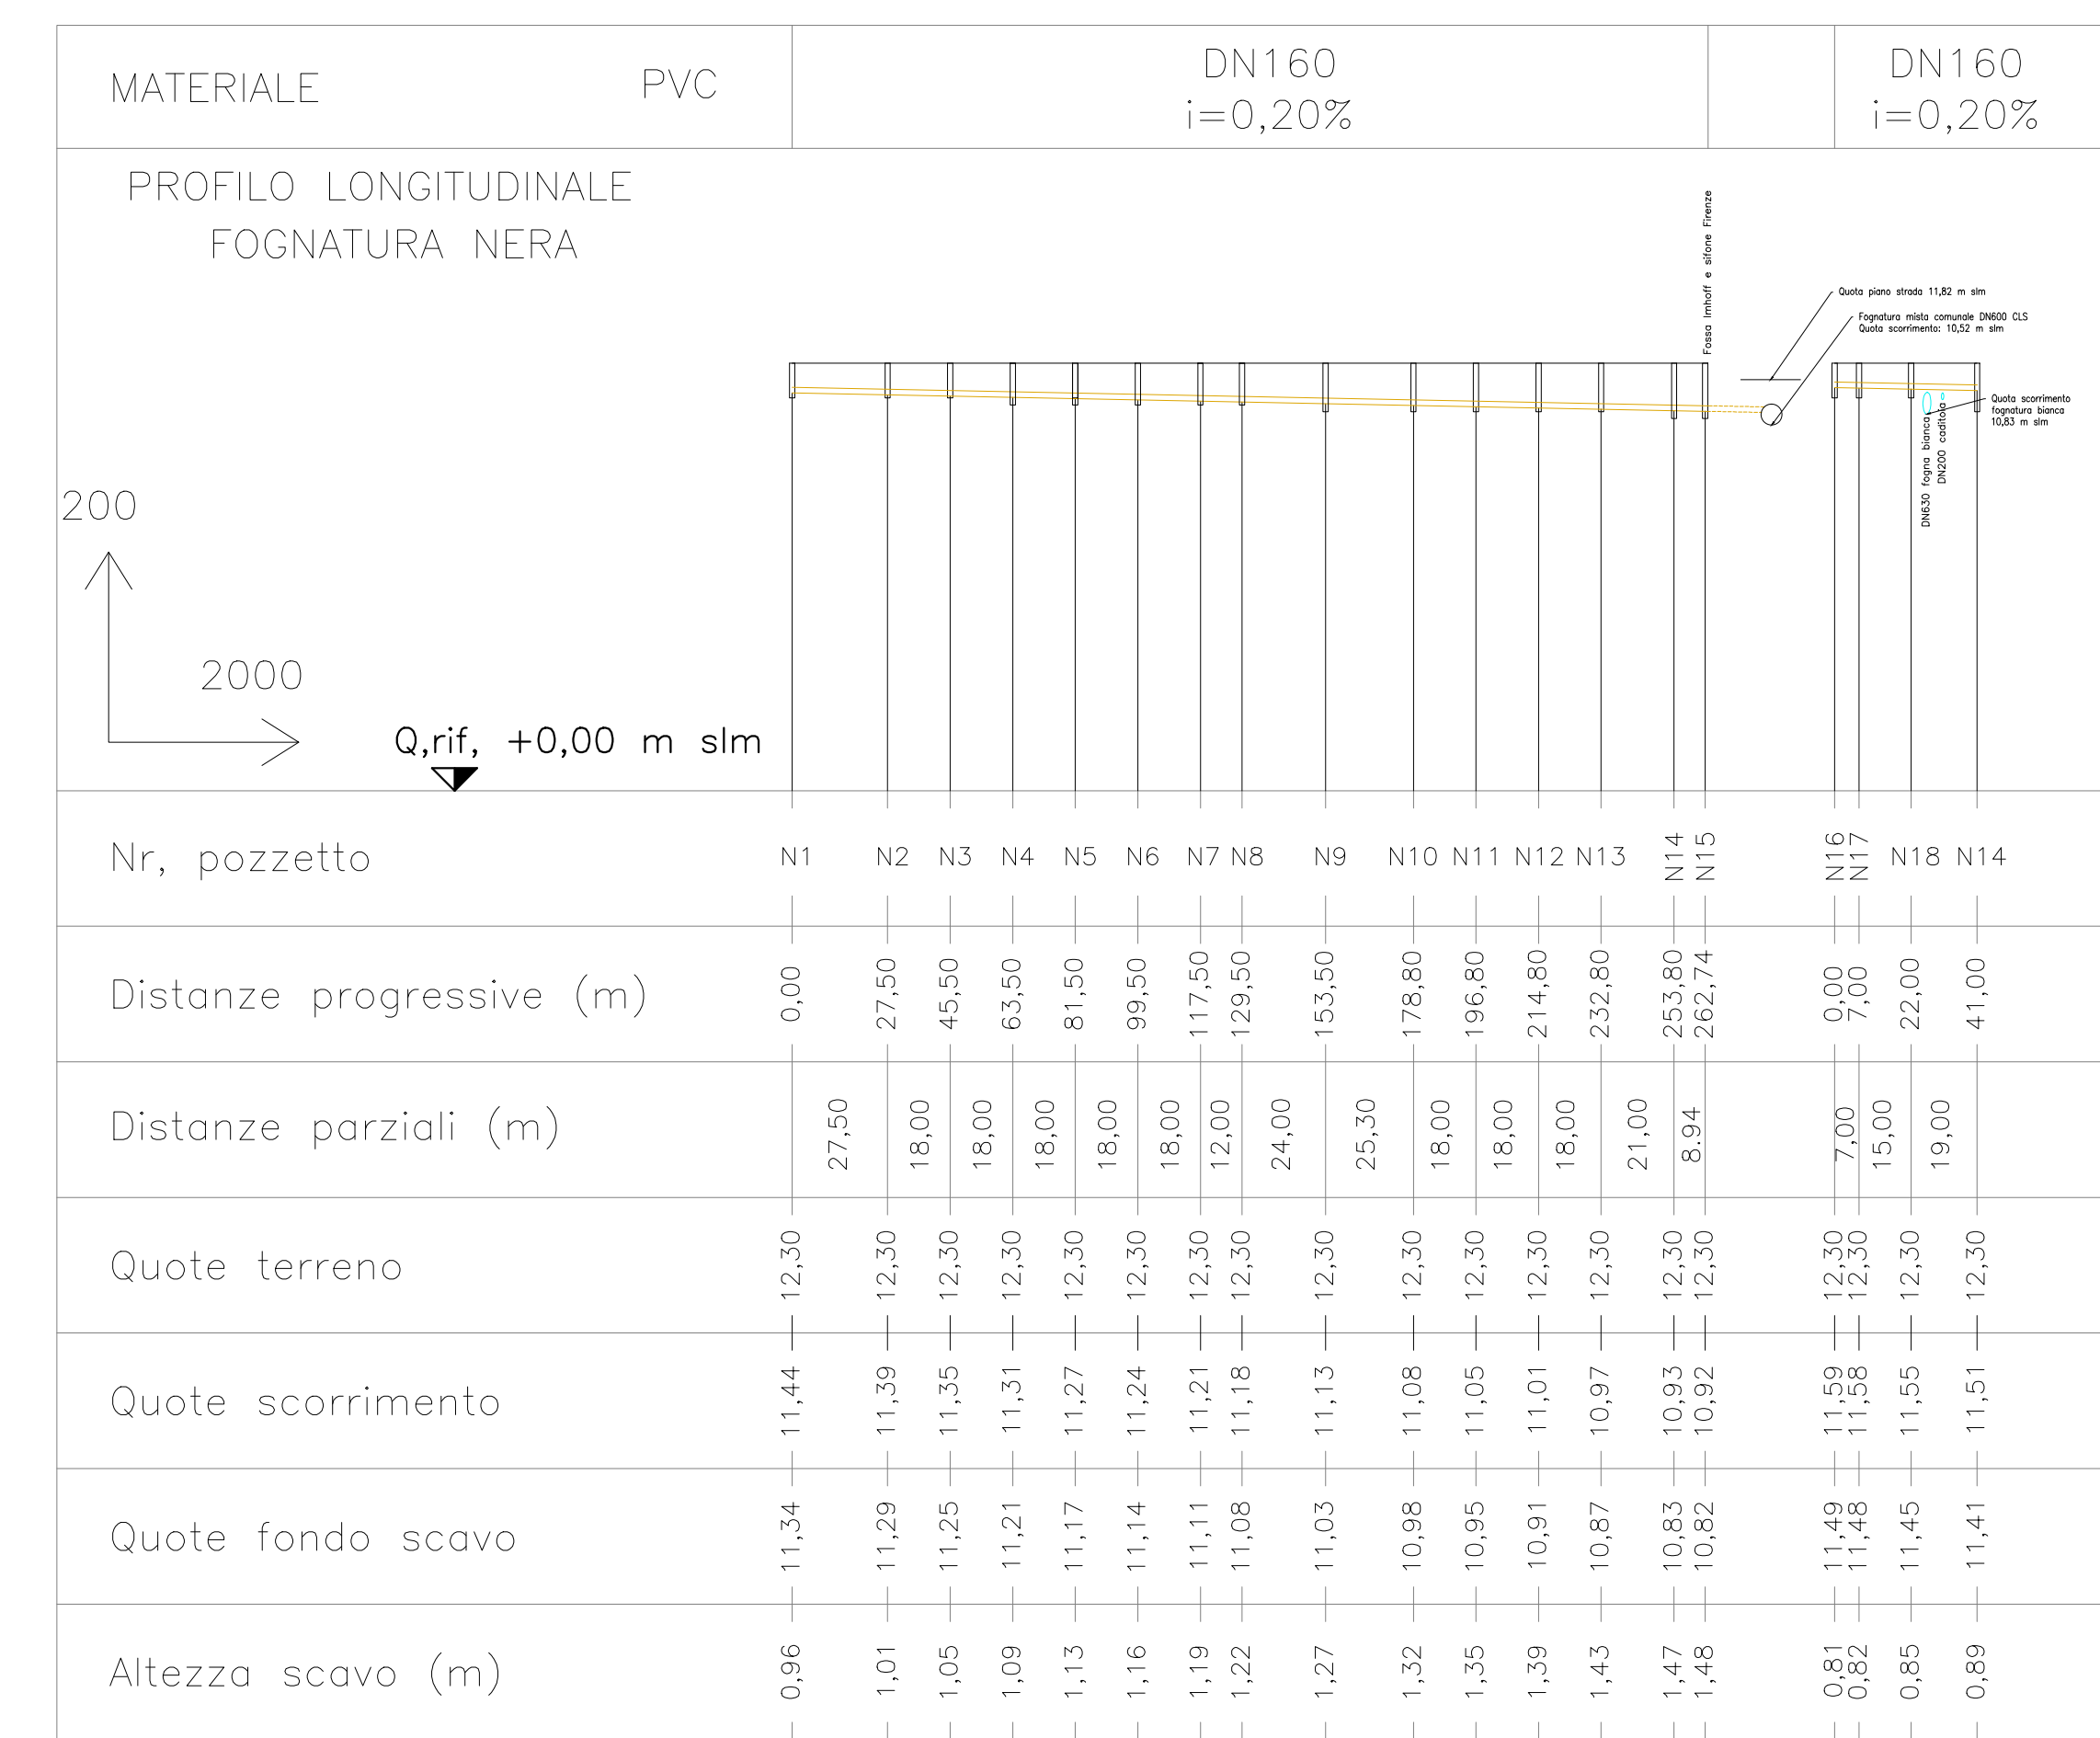 MATERIALE PVC DN160 DN160
i=0,20% i=0,20%
PROFILO LONGITUDINALE
FOGNATURA NERA
Fossa Imhoff e sifone Firenze
Quota piano strada 11,82 m slm
Fognatura mista comunale DN600 CLS
Quota scorrimento: 10,52 m slm
Quota scorrimento
fognatura bianca
10,83 m slm
DN630 fogna bianca
DN200 caditoia
200
2000
Q,rif, +0,00 m slm
Nr, pozzetto N1 N2 N3 N4 N5 N6 N7 N8 N9 N10 N11 N12 N13 N14 N15 N16 N17 N18 N14
Distanze progressive (m) 0,00 27,50 45,50 63,50 81,50 99,50 117,50 129,50 153,50 178,80 196,80 214,80 232,80 253,80 262,74 0,00 7,00 22,00 41,00
Distanze parziali (m) 27,50 18,00 18,00 18,00 18,00 18,00 12,00 24,00 25,30 18,00 18,00 18,00 21,00 8.94 7,00 15,00 19,00
Quote terreno 12,30 12,30 12,30 12,30 12,30 12,30 12,30 12,30 12,30 12,30 12,30 12,30 12,30 12,30 12,30 12,30 12,30 12,30 12,30
Quote scorrimento 11,44 11,39 11,35 11,31 11,27 11,24 11,21 11,18 11,13 11,08 11,05 11,01 10,97 10,93 10,92 11,59 11,58 11,55 11,51
Quote fondo scavo 11,34 11,29 11,25 11,21 11,17 11,14 11,11 11,08 11,03 10,98 10,95 10,91 10,87 10,83 10,82 11,49 11,48 11,45 11,41
Altezza scavo (m) 0,96 1,01 1,05 1,09 1,13 1,16 1,19 1,22 1,27 1,32 1,35 1,39 1,43 1,47 1,48 0,81 0,82 0,85 0,89